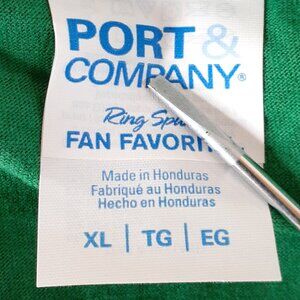 PORT &
COMPANY®
Ring
FAN
Made in Honduras
Fabriqué au Honduras
Hecho en Honduras
XL | TG | EG